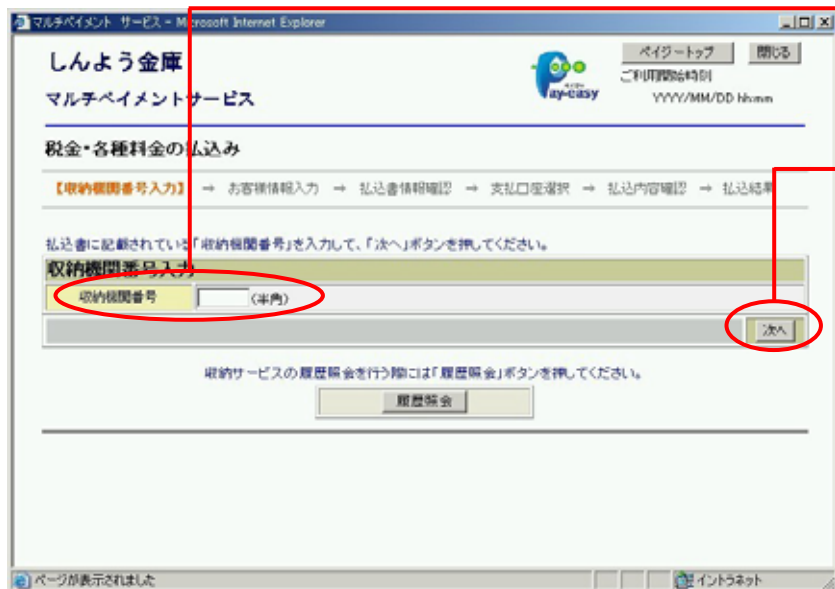 マルチペイメント サービス - Microsoft Internet Explorer
しんよう金庫
マルチペイメントサービス
Pay-easy
ペイジートップ
閉じる
ご利用開始時刻
YYYY/MM/DD hh:mm
税金・各種料金の払込み
【収納機関番号入力】 → お客様情報入力 → 払込書情報確認 → 支払口座選択 → 払込内容確認 → 払込結果
払込書に記載されている「収納機関番号」を入力して、「次へ」ボタンを押してください。
収納機関番号入力
収納機関番号 (半角)
次へ
収納サービスの履歴照会を行う際には「履歴照会」ボタンを押してください。
履歴照会
ページが表示されました
イントラネット